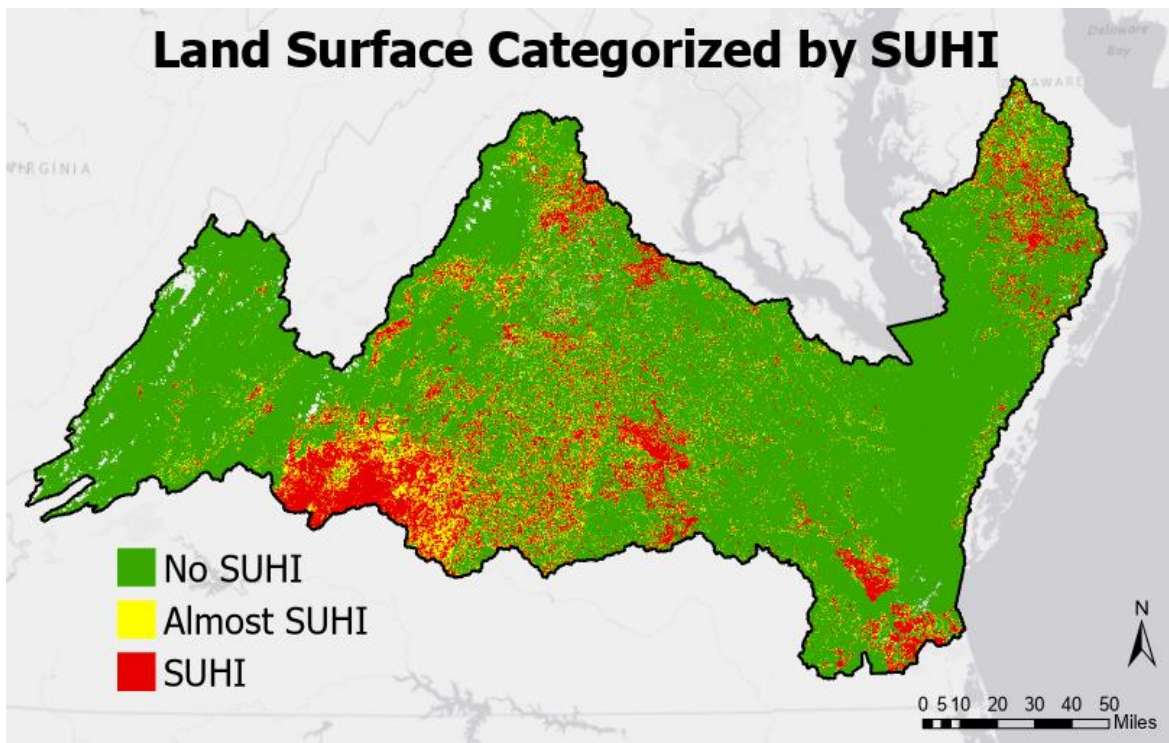 Land Surface Categorized by SUHI
Delaware
Bay
DELAWARE
VIRGINIA
No SUHI
Almost SUHI
SUHI
N
0 5 10 20 30 40 50
Miles